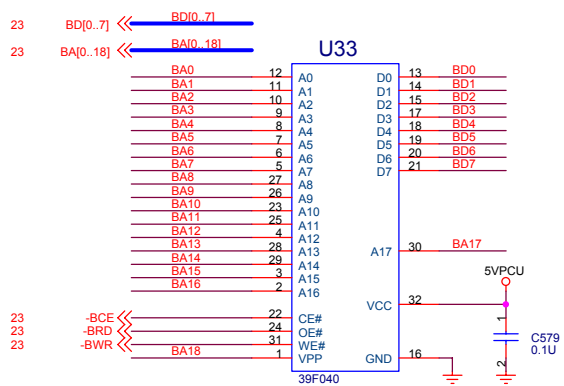 23 BD[0..7] BD[0..7]
23 BA[0..18] BA[0..18]
U33
BA0 12 A0 D0 13 BD0
BA1 11 A1 D1 14 BD1
BA2 10 A2 D2 15 BD2
BA3 9 A3 D3 17 BD3
BA4 8 A4 D4 18 BD4
BA5 7 A5 D5 19 BD5
BA6 6 A6 D6 20 BD6
BA7 5 A7 D7 21 BD7
BA8 27 A8
BA9 26 A9
BA10 23 A10
BA11 25 A11
BA12 4 A12
BA13 28 A13 A17 30 BA17
BA14 29 A14
BA15 3 A15
BA16 2 A16
5VPCU
VCC 32
23 -BCE 22 CE#
23 -BRD 24 OE#
23 -BWR 31 WE#
BA18 1 VPP GND 16
1 C579
0.1U
2
39F040